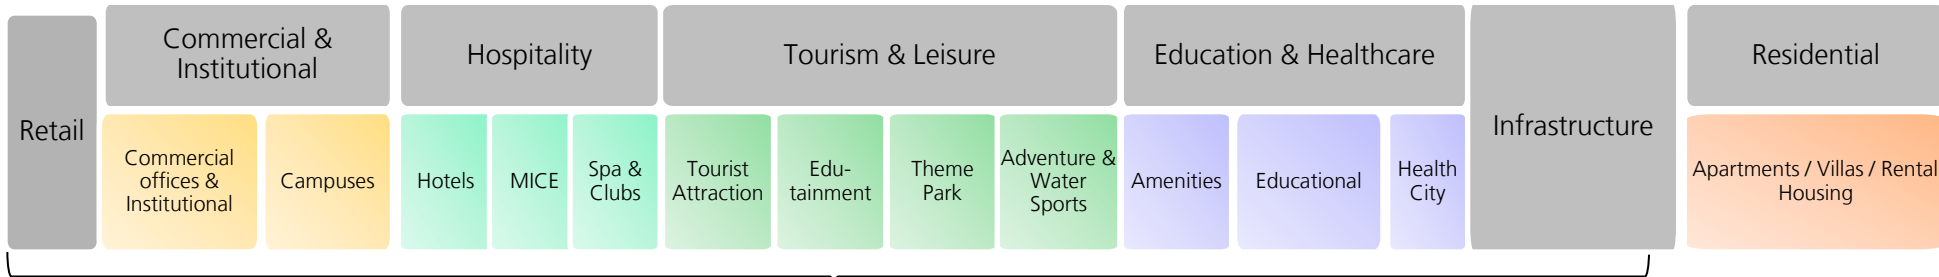 Retail
Commercial &
Institutional
Commercial
offices &
Institutional
Campuses
Hospitality
Hotels
MICE
Spa &
Clubs
Tourism & Leisure
Tourist
Attraction
Edu-
tainment
Theme
Park
Adventure &
Water
Sports
Education & Healthcare
Amenities
Educational
Health
City
Infrastructure
Residential
Apartments / Villas / Rental
Housing